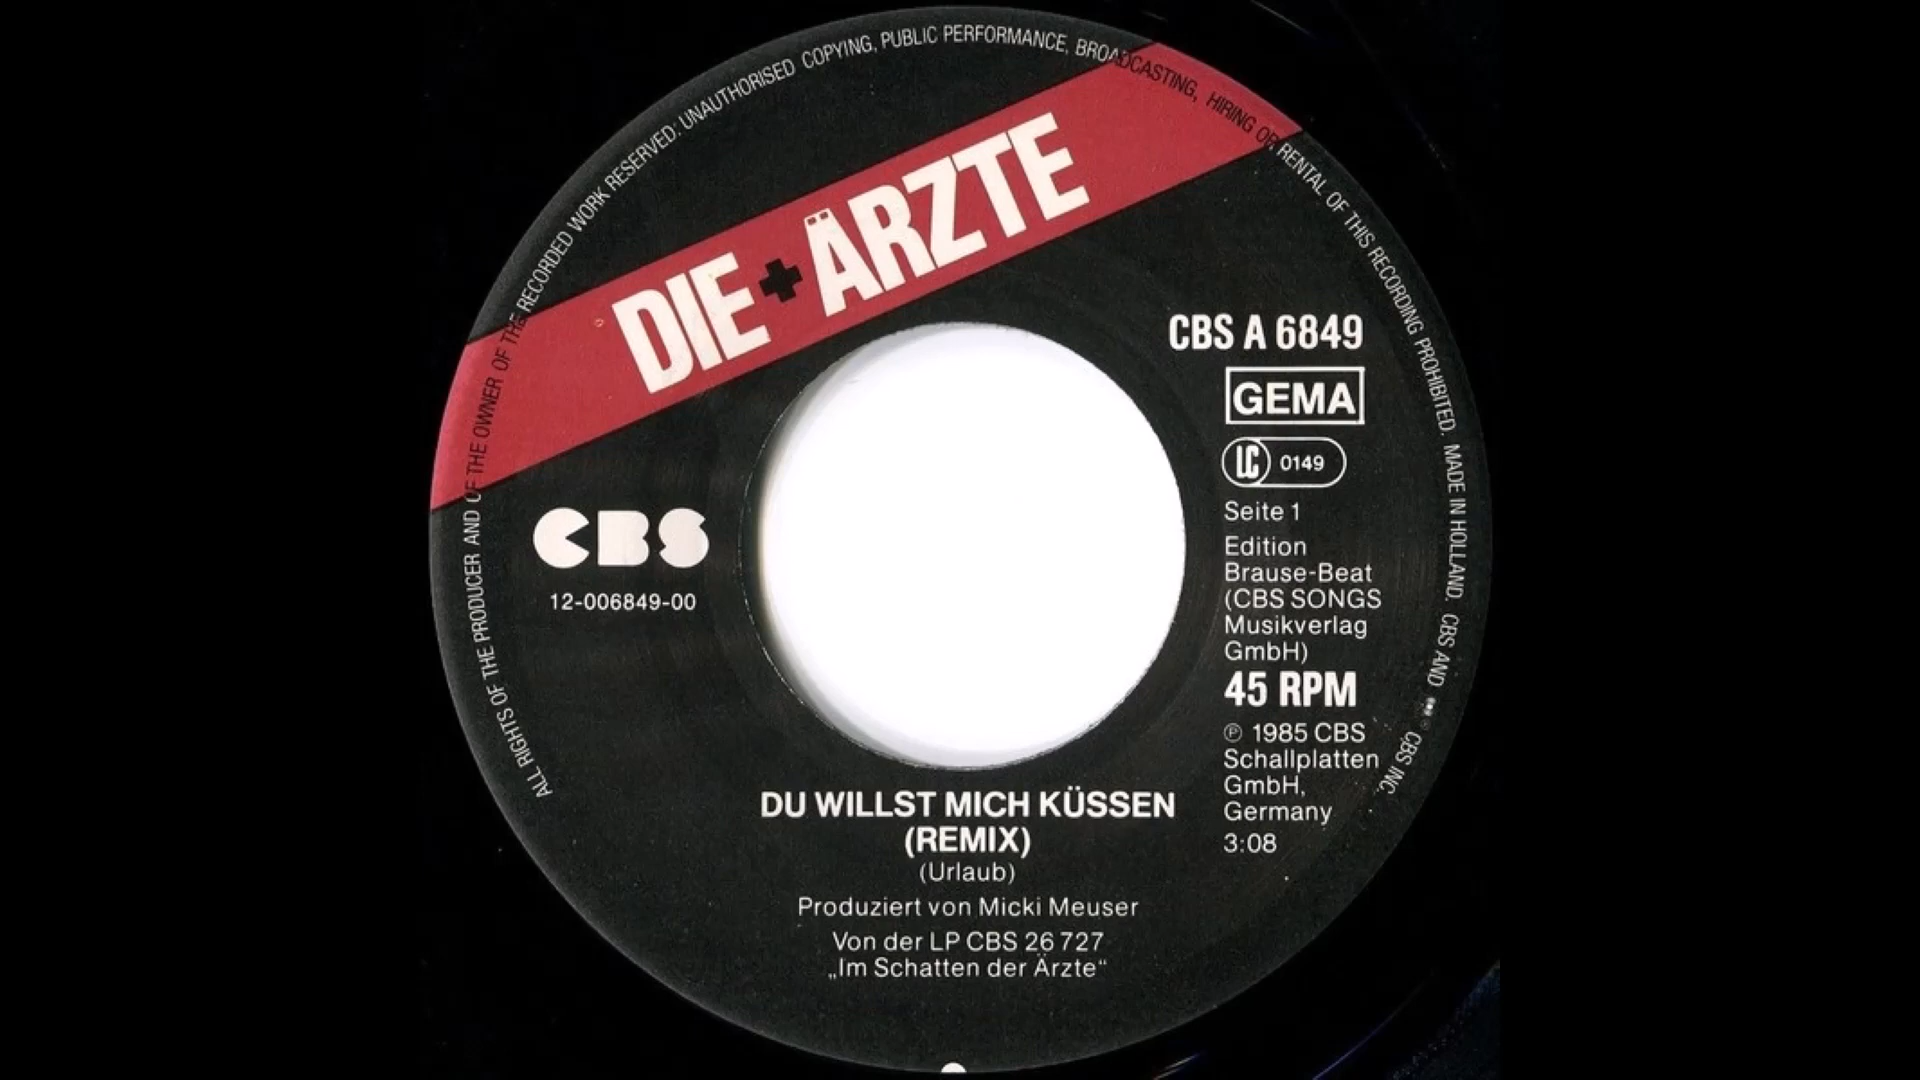 ALL RIGHTS OF THE PRODUCER AND OF THE OWNER OF THE RECORDED WORK RESERVED. UNAUTHORISED COPYING, PUBLIC PERFORMANCE, BROADCASTING, HIRING OR RENTAL OF THIS RECORDING PROHIBITED. MADE IN HOLLAND. CBS AND CBS INC.
DIE ÄRZTE
CBS A 6849
GEMA
LC 0149
CBS
12-006849-00
Seite 1
Edition
Brause-Beat
(CBS SONGS
Musikverlag
GmbH)
45 RPM
℗ 1985 CBS
Schallplatten
GmbH,
Germany
3:08
DU WILLST MICH KÜSSEN
(REMIX)
(Urlaub)
Produziert von Micki Meuser
Von der LP CBS 26 727
„Im Schatten der Ärzte“